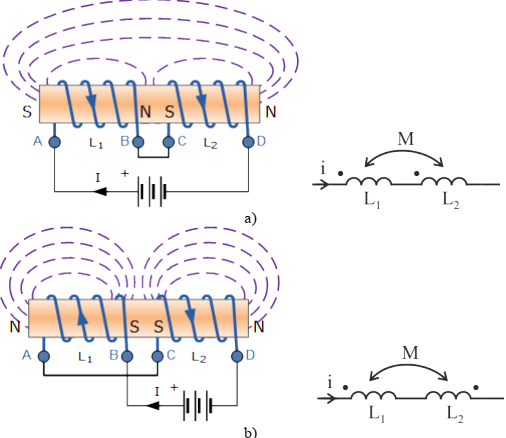 S N S N
A L₁ B C L₂ D
I +
M
i
L₁ L₂
a)
N S S N
A L₁ B C L₂ D
I +
M
i
L₁ L₂
b)